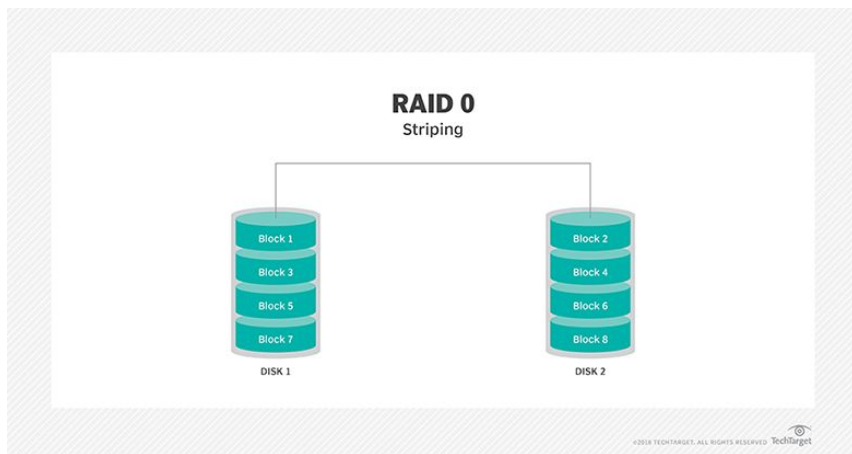 RAID 0
Striping
Block 1
Block 3
Block 5
Block 7
DISK 1
Block 2
Block 4
Block 6
Block 8
DISK 2
©2018 TECHTARGET. ALL RIGHTS RESERVED TechTarget